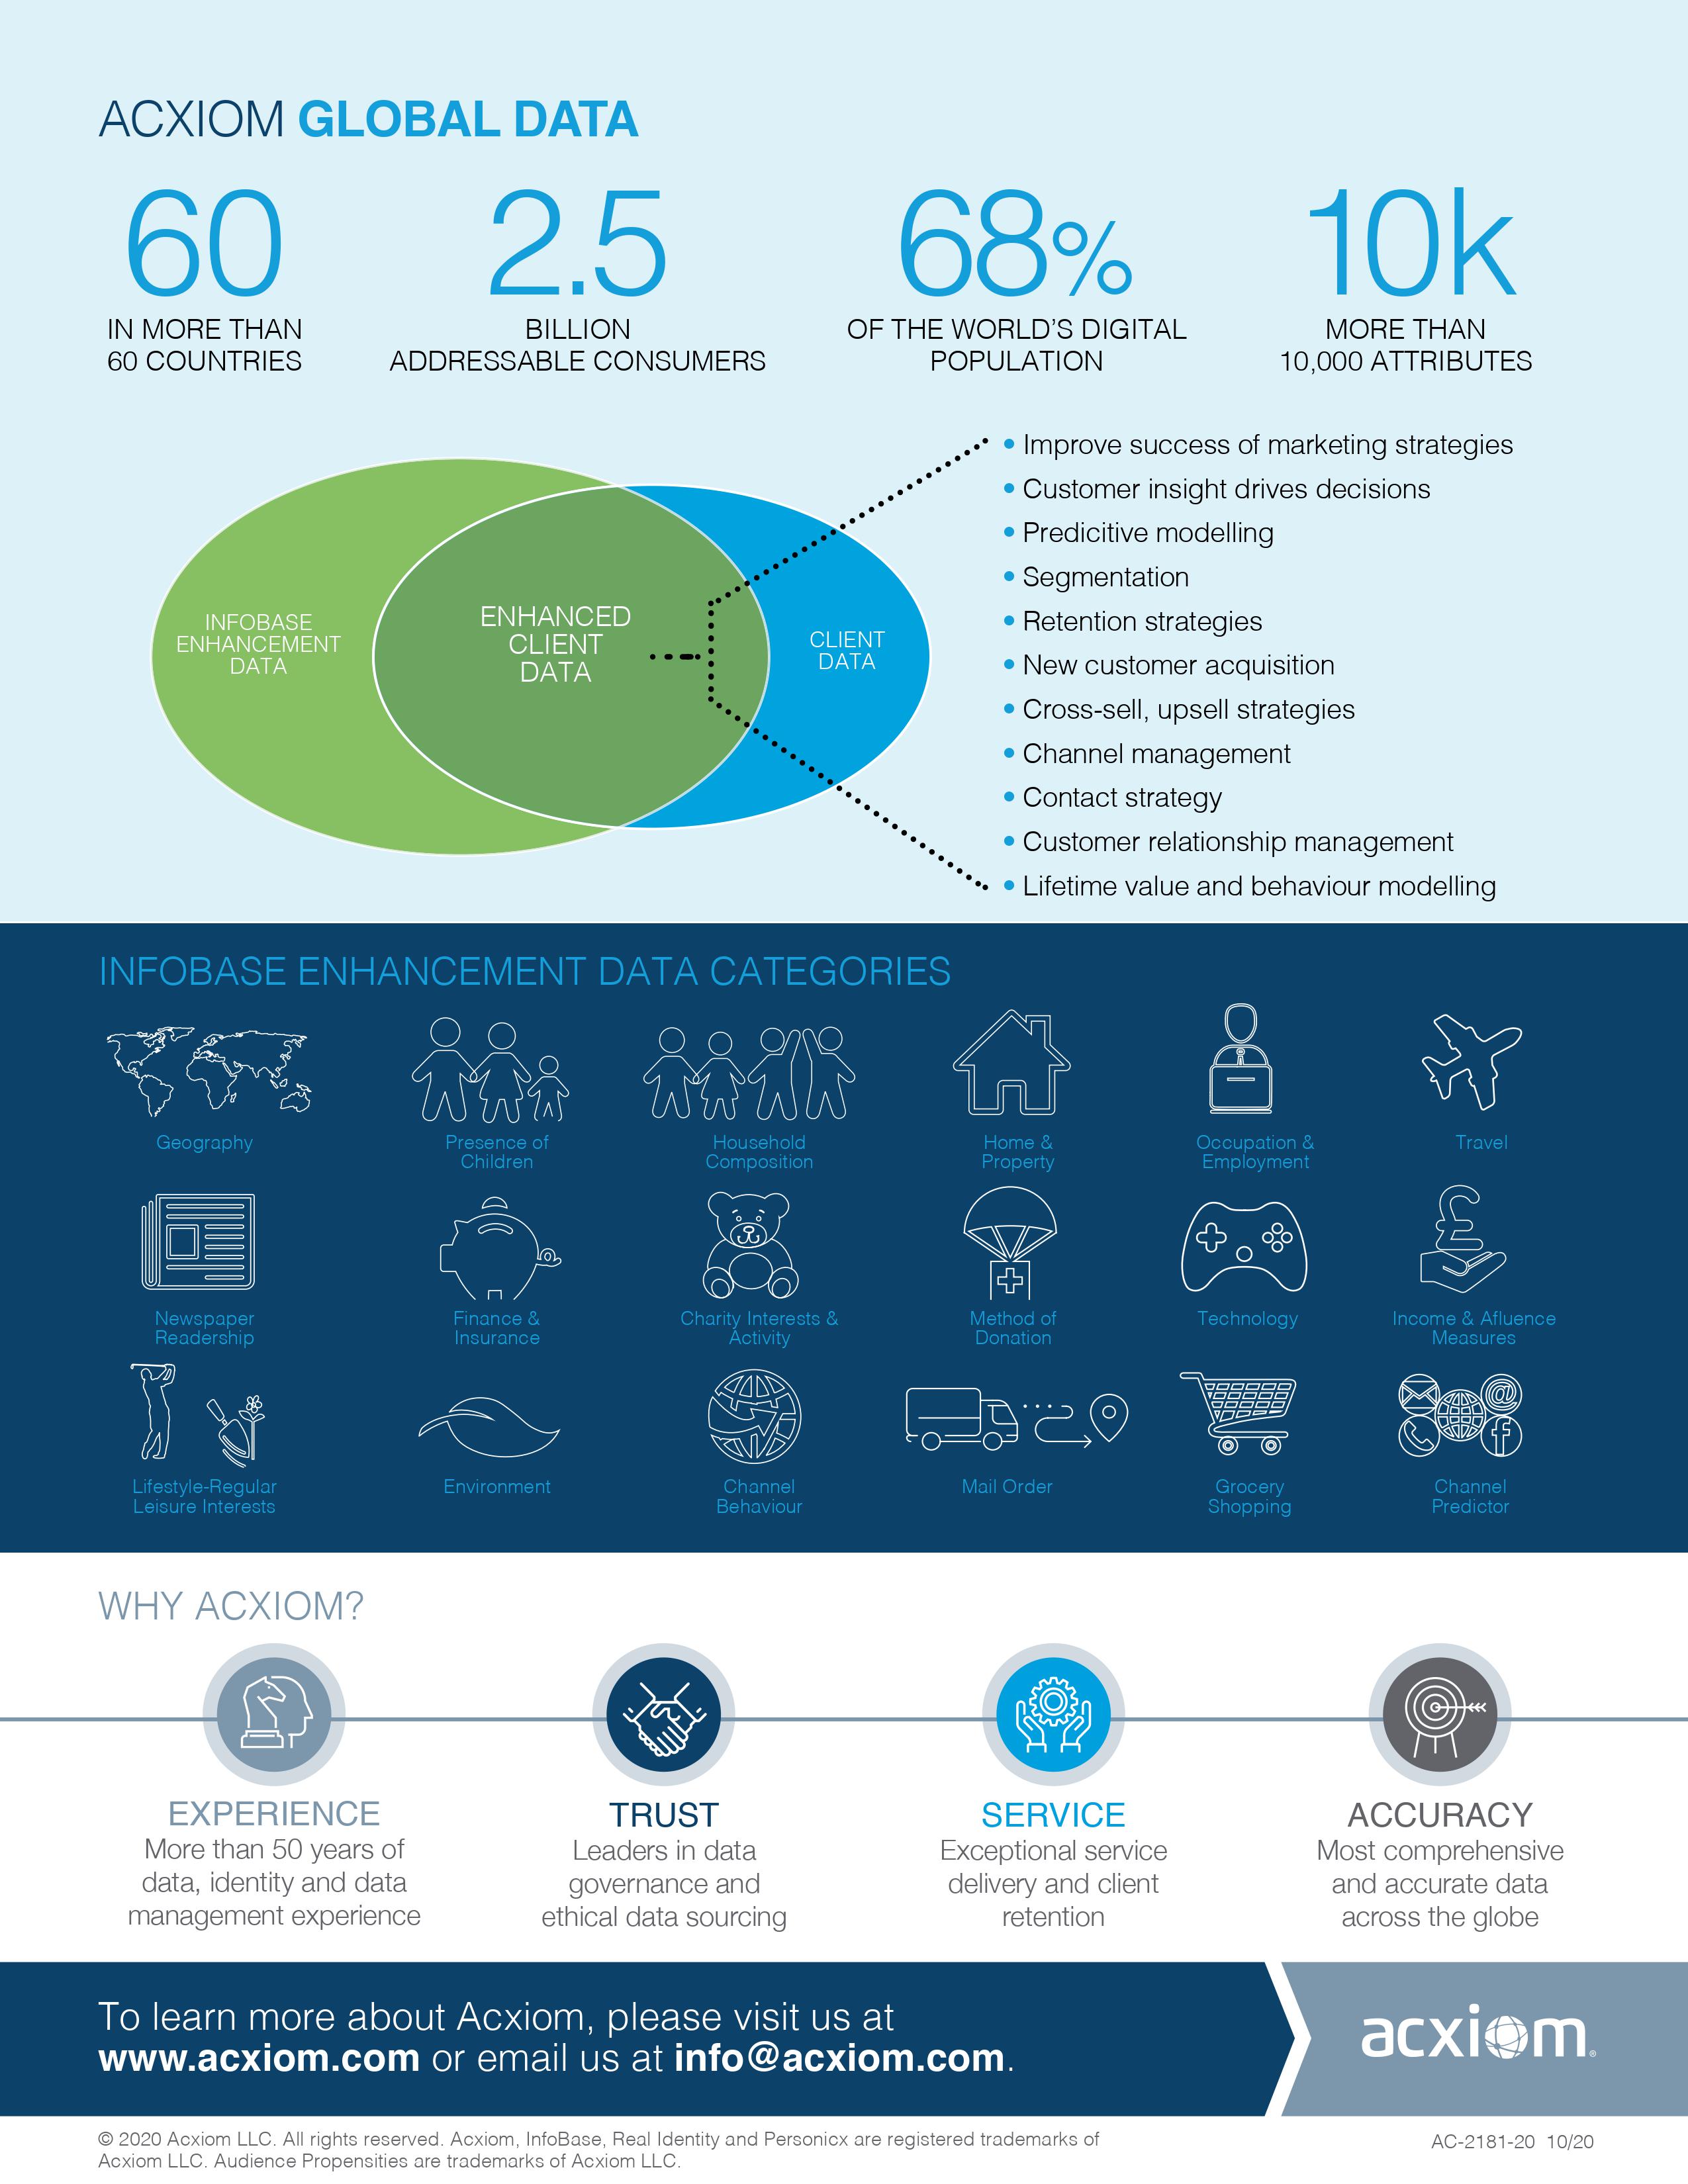 ACXIOM GLOBAL DATA
60
IN MORE THAN
60 COUNTRIES
2.5
BILLION
ADDRESSABLE CONSUMERS
68%
OF THE WORLD'S DIGITAL
POPULATION
10k
MORE THAN
10,000 ATTRIBUTES
INFOBASE
ENHANCEMENT
DATA
ENHANCED
CLIENT
DATA
CLIENT
DATA
• Improve success of marketing strategies
• Customer insight drives decisions
• Predicitive modelling
• Segmentation
• Retention strategies
• New customer acquisition
• Cross-sell, upsell strategies
• Channel management
• Contact strategy
• Customer relationship management
• Lifetime value and behaviour modelling
INFOBASE ENHANCEMENT DATA CATEGORIES
Geography
Presence of
Children
Household
Composition
Home &
Property
Occupation &
Employment
Travel
£
Newspaper
Readership
Finance &
Insurance
Charity Interests &
Activity
Method of
Donation
Technology
Income & Afluence
Measures
@
f
Lifestyle-Regular
Leisure Interests
Environment
Channel
Behaviour
Mail Order
Grocery
Shopping
Channel
Predictor
WHY ACXIOM?
EXPERIENCE
More than 50 years of
data, identity and data
management experience
TRUST
Leaders in data
governance and
ethical data sourcing
SERVICE
Exceptional service
delivery and client
retention
ACCURACY
Most comprehensive
and accurate data
across the globe
To learn more about Acxiom, please visit us at
www.acxiom.com or email us at info@acxiom.com.
acxiom®
© 2020 Acxiom LLC. All rights reserved. Acxiom, InfoBase, Real Identity and Personicx are registered trademarks of
Acxiom LLC. Audience Propensities are trademarks of Acxiom LLC.
AC-2181-20 10/20